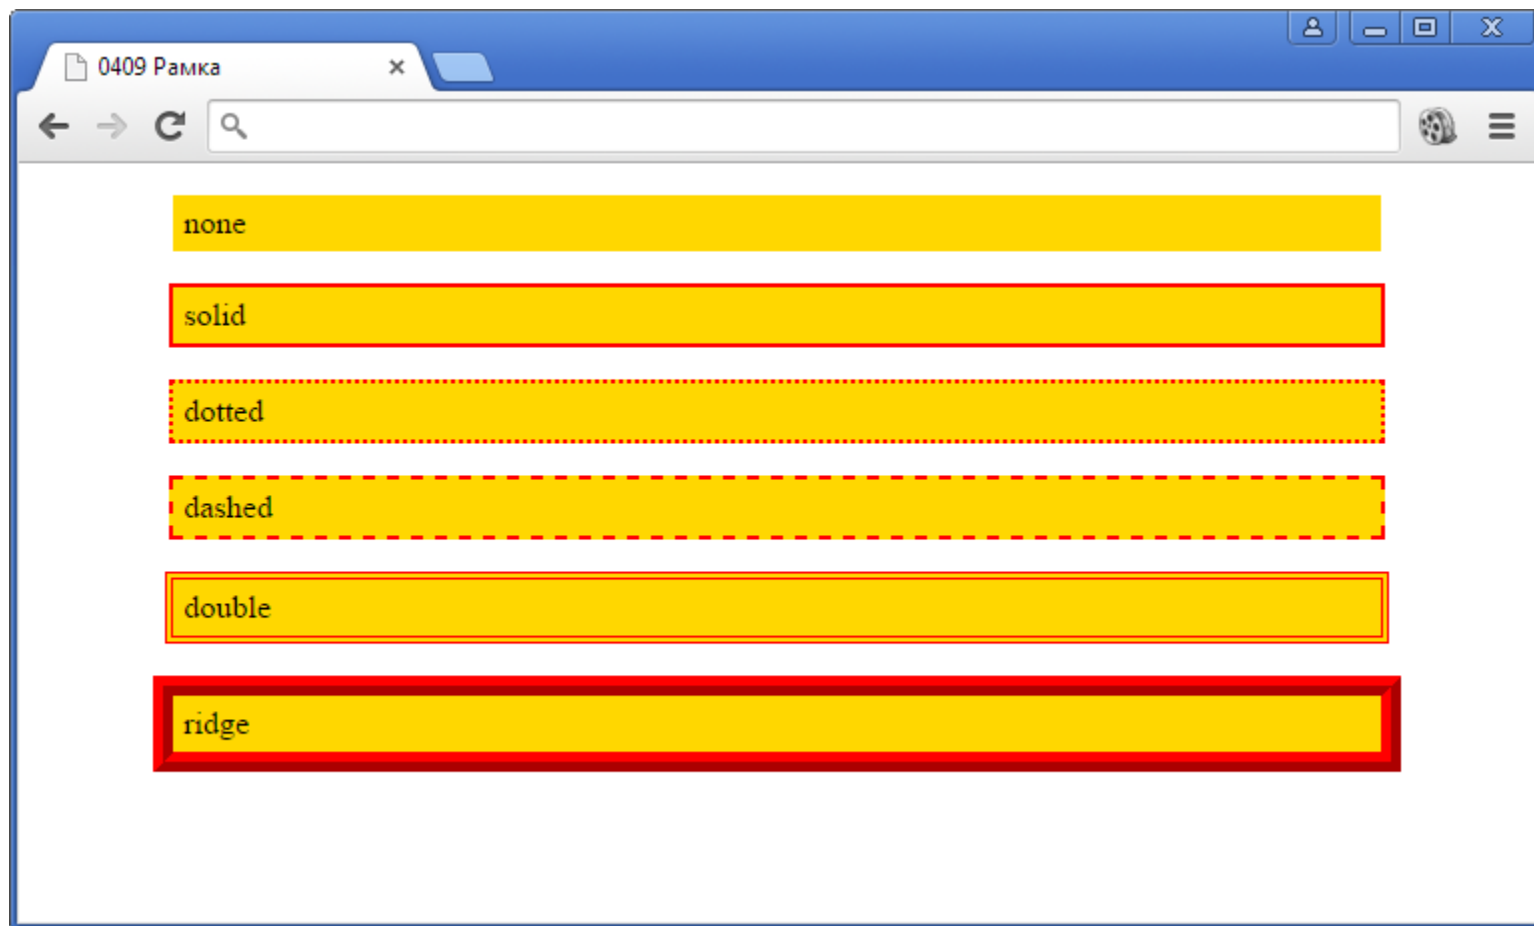 0409 Рамка
none
solid
dotted
dashed
double
ridge